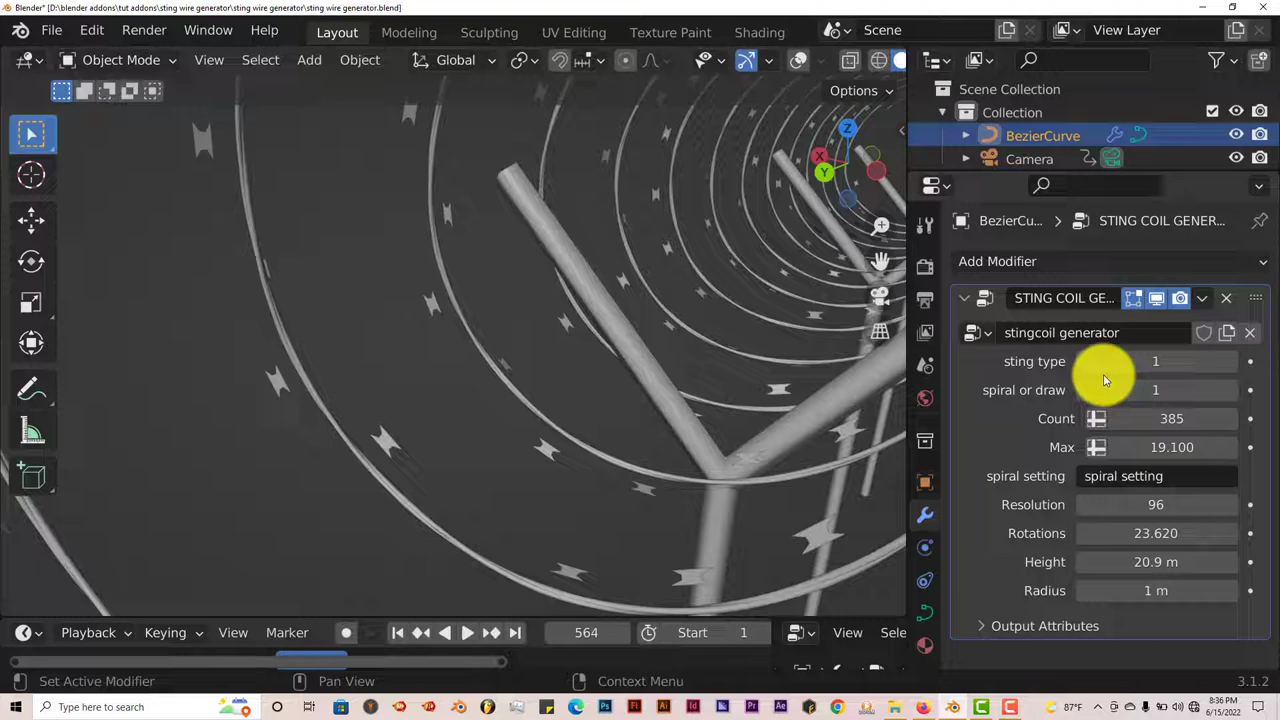 Blender* [D:\blender addons\tut addons\sting wire generator\sting wire generator\sting wire generator.blend]
File Edit Render Window Help Layout Modeling Sculpting UV Editing Texture Paint Shading Scene View Layer
Object Mode View Select Add Object Global
Options
Scene Collection
Collection
BezierCurve
Camera
Z
X
Y
BezierCu... > STING COIL GENER...
Add Modifier
STING COIL GE...
stingcoil generator
sting type 1
spiral or draw 1
Count 385
Max 19.100
spiral setting spiral setting
Resolution 96
Rotations 23.620
Height 20.9 m
Radius 1 m
Output Attributes
Playback Keying View Marker 564 Start 1 View Sele
Set Active Modifier Pan View Context Menu 3.1.2
Type here to search 87°F 8:36 PM
6/15/2022